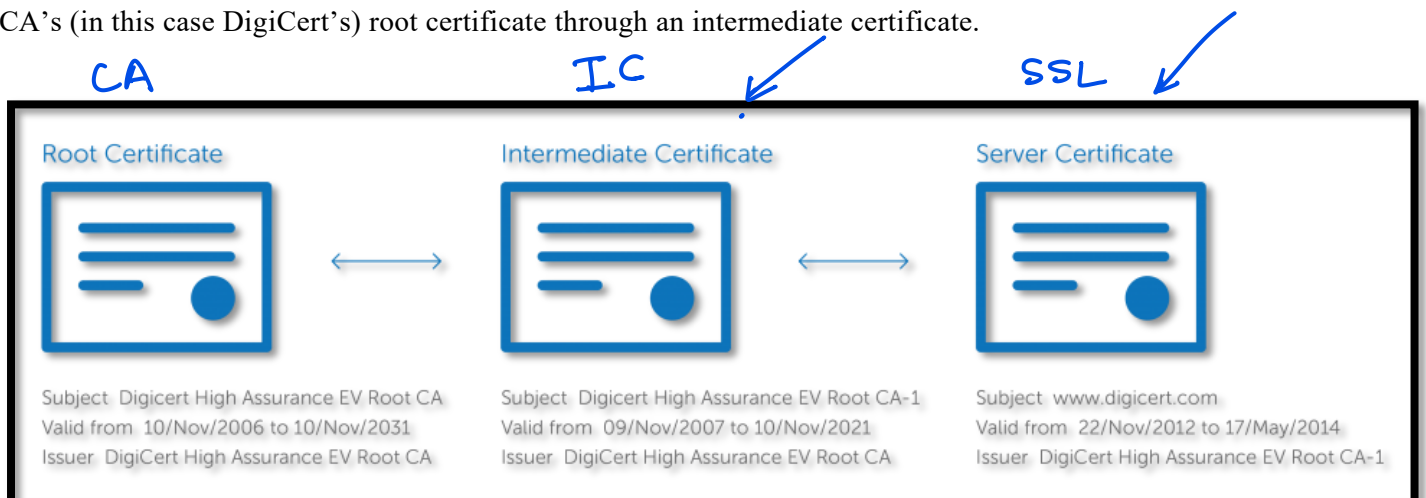 CA's (in this case DigiCert's) root certificate through an intermediate certificate.
CA IC SSL
Root Certificate Intermediate Certificate Server Certificate
Subject Digicert High Assurance EV Root CA Subject Digicert High Assurance EV Root CA-1 Subject www.digicert.com
Valid from 10/Nov/2006 to 10/Nov/2031 Valid from 09/Nov/2007 to 10/Nov/2021 Valid from 22/Nov/2012 to 17/May/2014
Issuer DigiCert High Assurance EV Root CA Issuer DigiCert High Assurance EV Root CA Issuer DigiCert High Assurance EV Root CA-1